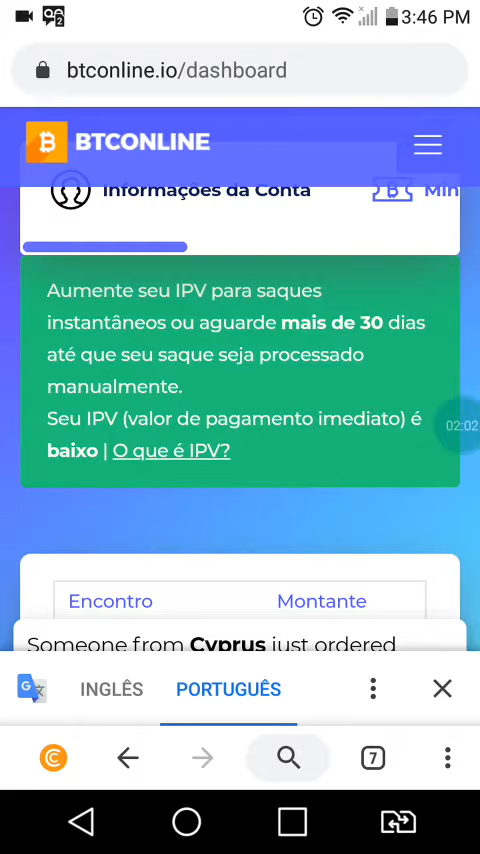 3:46 PM
btconline.io/dashboard
BTCONLINE
Informações da Conta
Min
Aumente seu IPV para saques
instantâneos ou aguarde mais de 30 dias
até que seu saque seja processado
manualmente.
Seu IPV (valor de pagamento imediato) é
baixo | O que é IPV?
02:02
Encontro Montante
Someone from Cyprus just ordered
INGLÊS PORTUGUÊS
7